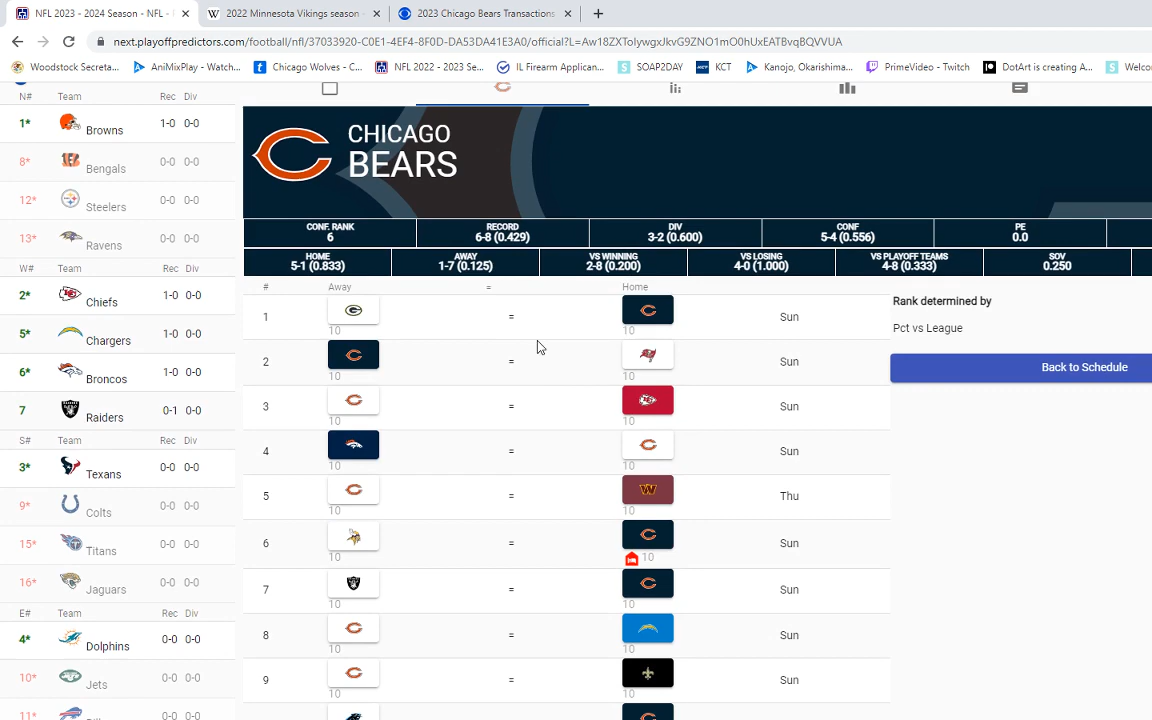 NFL 2023 - 2024 Season - NFL -
2022 Minnesota Vikings season -
2023 Chicago Bears Transactions
next.playoffpredictors.com/football/nfl/37033920-C0E1-4EF4-8F0D-DA53DA41E3A0/official?L=Aw18ZXTolywgxJkvG9ZNO1mO0hUxEATBvqBQVVUA
Woodstock Secreta... AniMixPlay - Watch... Chicago Wolves - C... NFL 2022 - 2023 Se... IL Firearm Applican... SOAP2DAY KCT Kanojo, Okarishima... PrimeVideo - Twitch DotArt is creating A... Welco
N# Team Rec Div
1* Browns 1-0 0-0
8* Bengals 0-0 0-0
12* Steelers 0-0 0-0
13* Ravens 0-0 0-0
W# Team Rec Div
2* Chiefs 1-0 0-0
5* Chargers 1-0 0-0
6* Broncos 1-0 0-0
7 Raiders 0-1 0-0
S# Team Rec Div
3* Texans 0-0 0-0
9* Colts 0-0 0-0
15* Titans 0-0 0-0
16* Jaguars 0-0 0-0
E# Team Rec Div
4* Dolphins 0-0 0-0
10* Jets 0-0 0-0
11* 0-0 0-0
CHICAGO
BEARS
CONF. RANK RECORD DIV CONF PE
6 6-8 (0.429) 3-2 (0.600) 5-4 (0.556) 0.0
HOME AWAY VS WINNING VS LOSING VS PLAYOFF TEAMS SOV
5-1 (0.833) 1-7 (0.125) 2-8 (0.200) 4-0 (1.000) 4-8 (0.333) 0.250
# Away = Home
1 = Sun
10 10
2 = Sun
10 10
3 = Sun
10 10
4 = Sun
10 10
5 = Thu
10 10
6 = Sun
10 10
7 = Sun
10 10
8 = Sun
10 10
9 = Sun
10 10
Rank determined by
Pct vs League
Back to Schedule